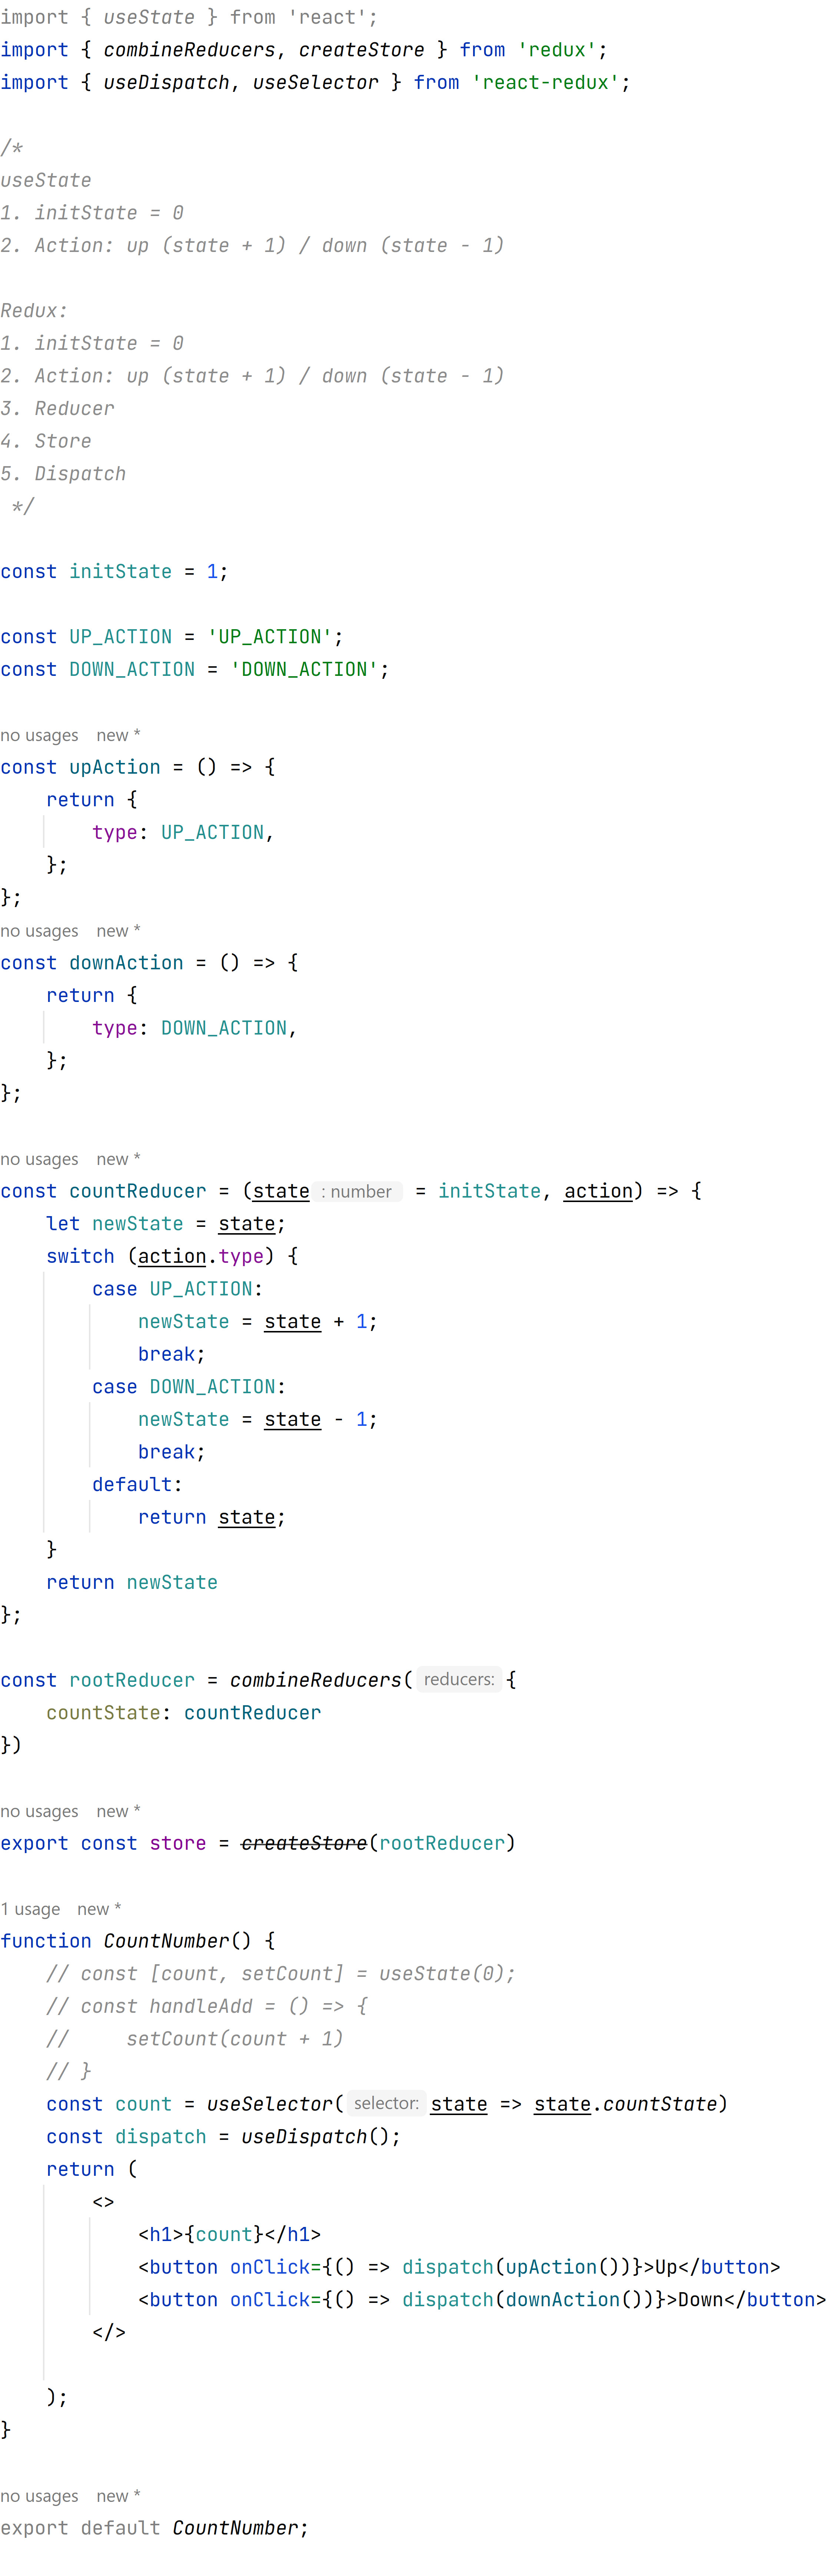 import { useState } from 'react';
import { combineReducers, createStore } from 'redux';
import { useDispatch, useSelector } from 'react-redux';

/*
useState
1. initState = 0
2. Action: up (state + 1) / down (state - 1)

Redux:
1. initState = 0
2. Action: up (state + 1) / down (state - 1)
3. Reducer
4. Store
5. Dispatch
 */

const initState = 1;

const UP_ACTION = 'UP_ACTION';
const DOWN_ACTION = 'DOWN_ACTION';

no usages   new *
const upAction = () => {
    return {
        type: UP_ACTION,
    };
};
no usages   new *
const downAction = () => {
    return {
        type: DOWN_ACTION,
    };
};

no usages   new *
const countReducer = (state : number = initState, action) => {
    let newState = state;
    switch (action.type) {
        case UP_ACTION:
            newState = state + 1;
            break;
        case DOWN_ACTION:
            newState = state - 1;
            break;
        default:
            return state;
    }
    return newState
};

const rootReducer = combineReducers( reducers: {
    countState: countReducer
})

no usages   new *
export const store = createStore(rootReducer)

1 usage   new *
function CountNumber() {
    // const [count, setCount] = useState(0);
    // const handleAdd = () => {
    //     setCount(count + 1)
    // }
    const count = useSelector( selector: state => state.countState)
    const dispatch = useDispatch();
    return (
        <>
            <h1>{count}</h1>
            <button onClick={() => dispatch(upAction())}>Up</button>
            <button onClick={() => dispatch(downAction())}>Down</button>
        </>

    );
}

no usages   new *
export default CountNumber;